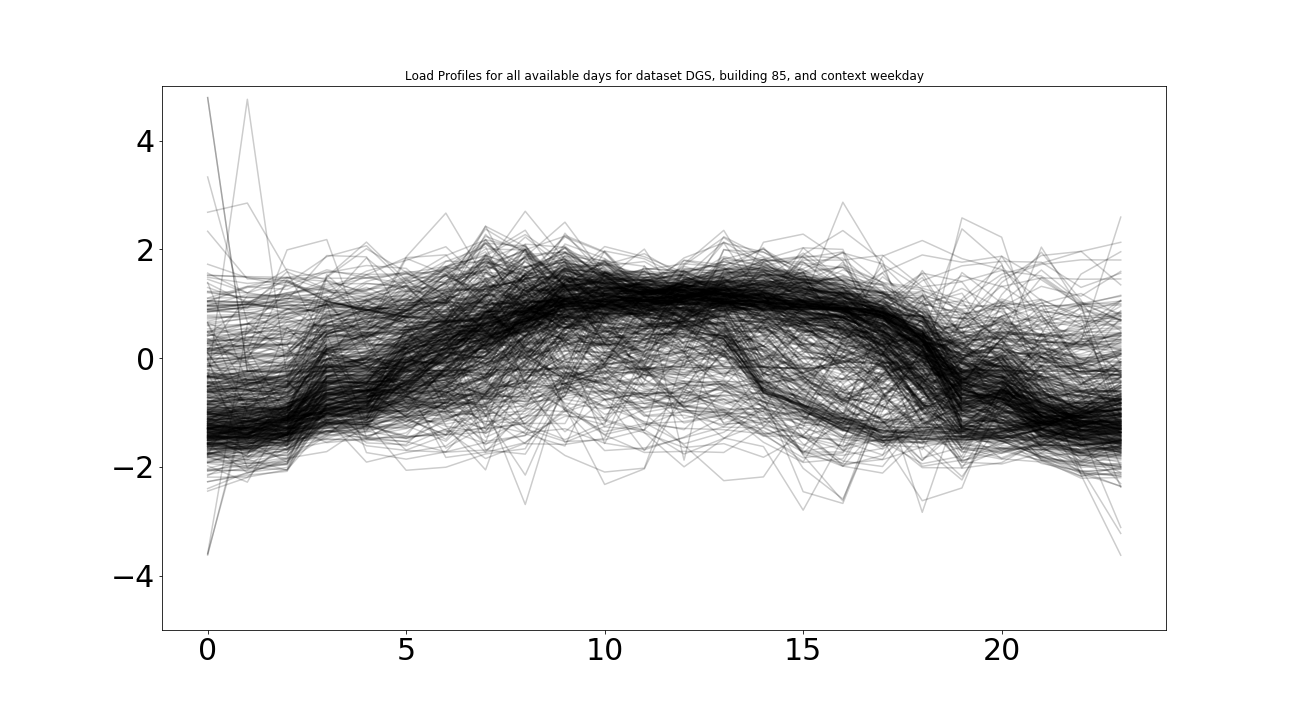 Load Profiles for all available days for dataset DGS, building 85, and context weekday
4
2
0
−2
−4
0 5 10 15 20